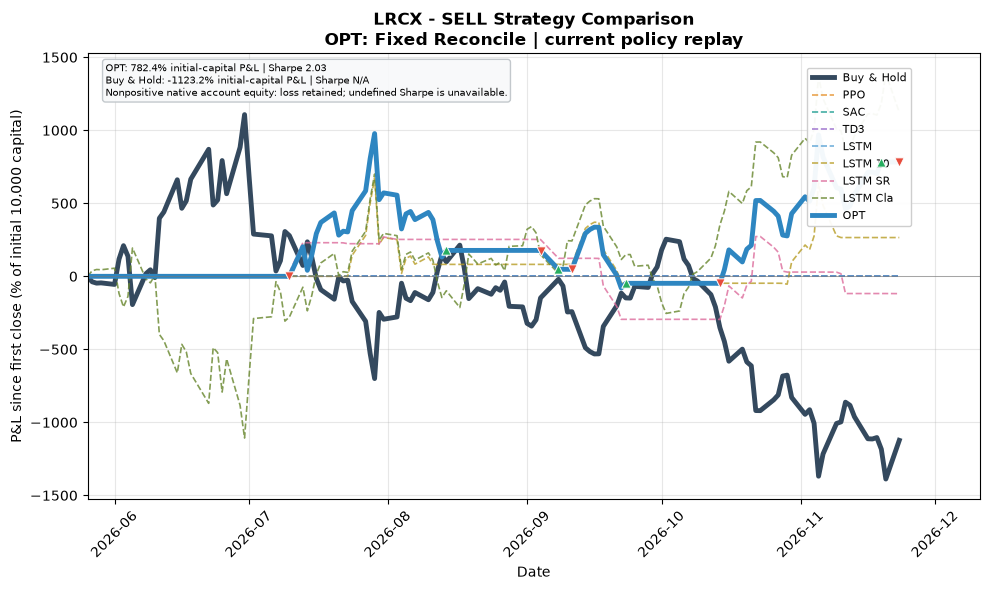 LRCX - SELL Strategy Comparison
OPT: Fixed Reconcile | current policy replay
OPT: 782.4% initial-capital P&L | Sharpe 2.03
Buy & Hold: -1123.2% initial-capital P&L | Sharpe N/A
Nonpositive native account equity: loss retained; undefined Sharpe is unavailable.
Buy & Hold
PPO
SAC
TD3
LSTM
LSTM
LSTM SR
LSTM Cla
OPT
P&L since first close (% of initial 10,000 capital)
1500
1000
500
0
−500
−1000
−1500
2026-06
2026-07
2026-08
2026-09
2026-10
2026-11
2026-12
Date